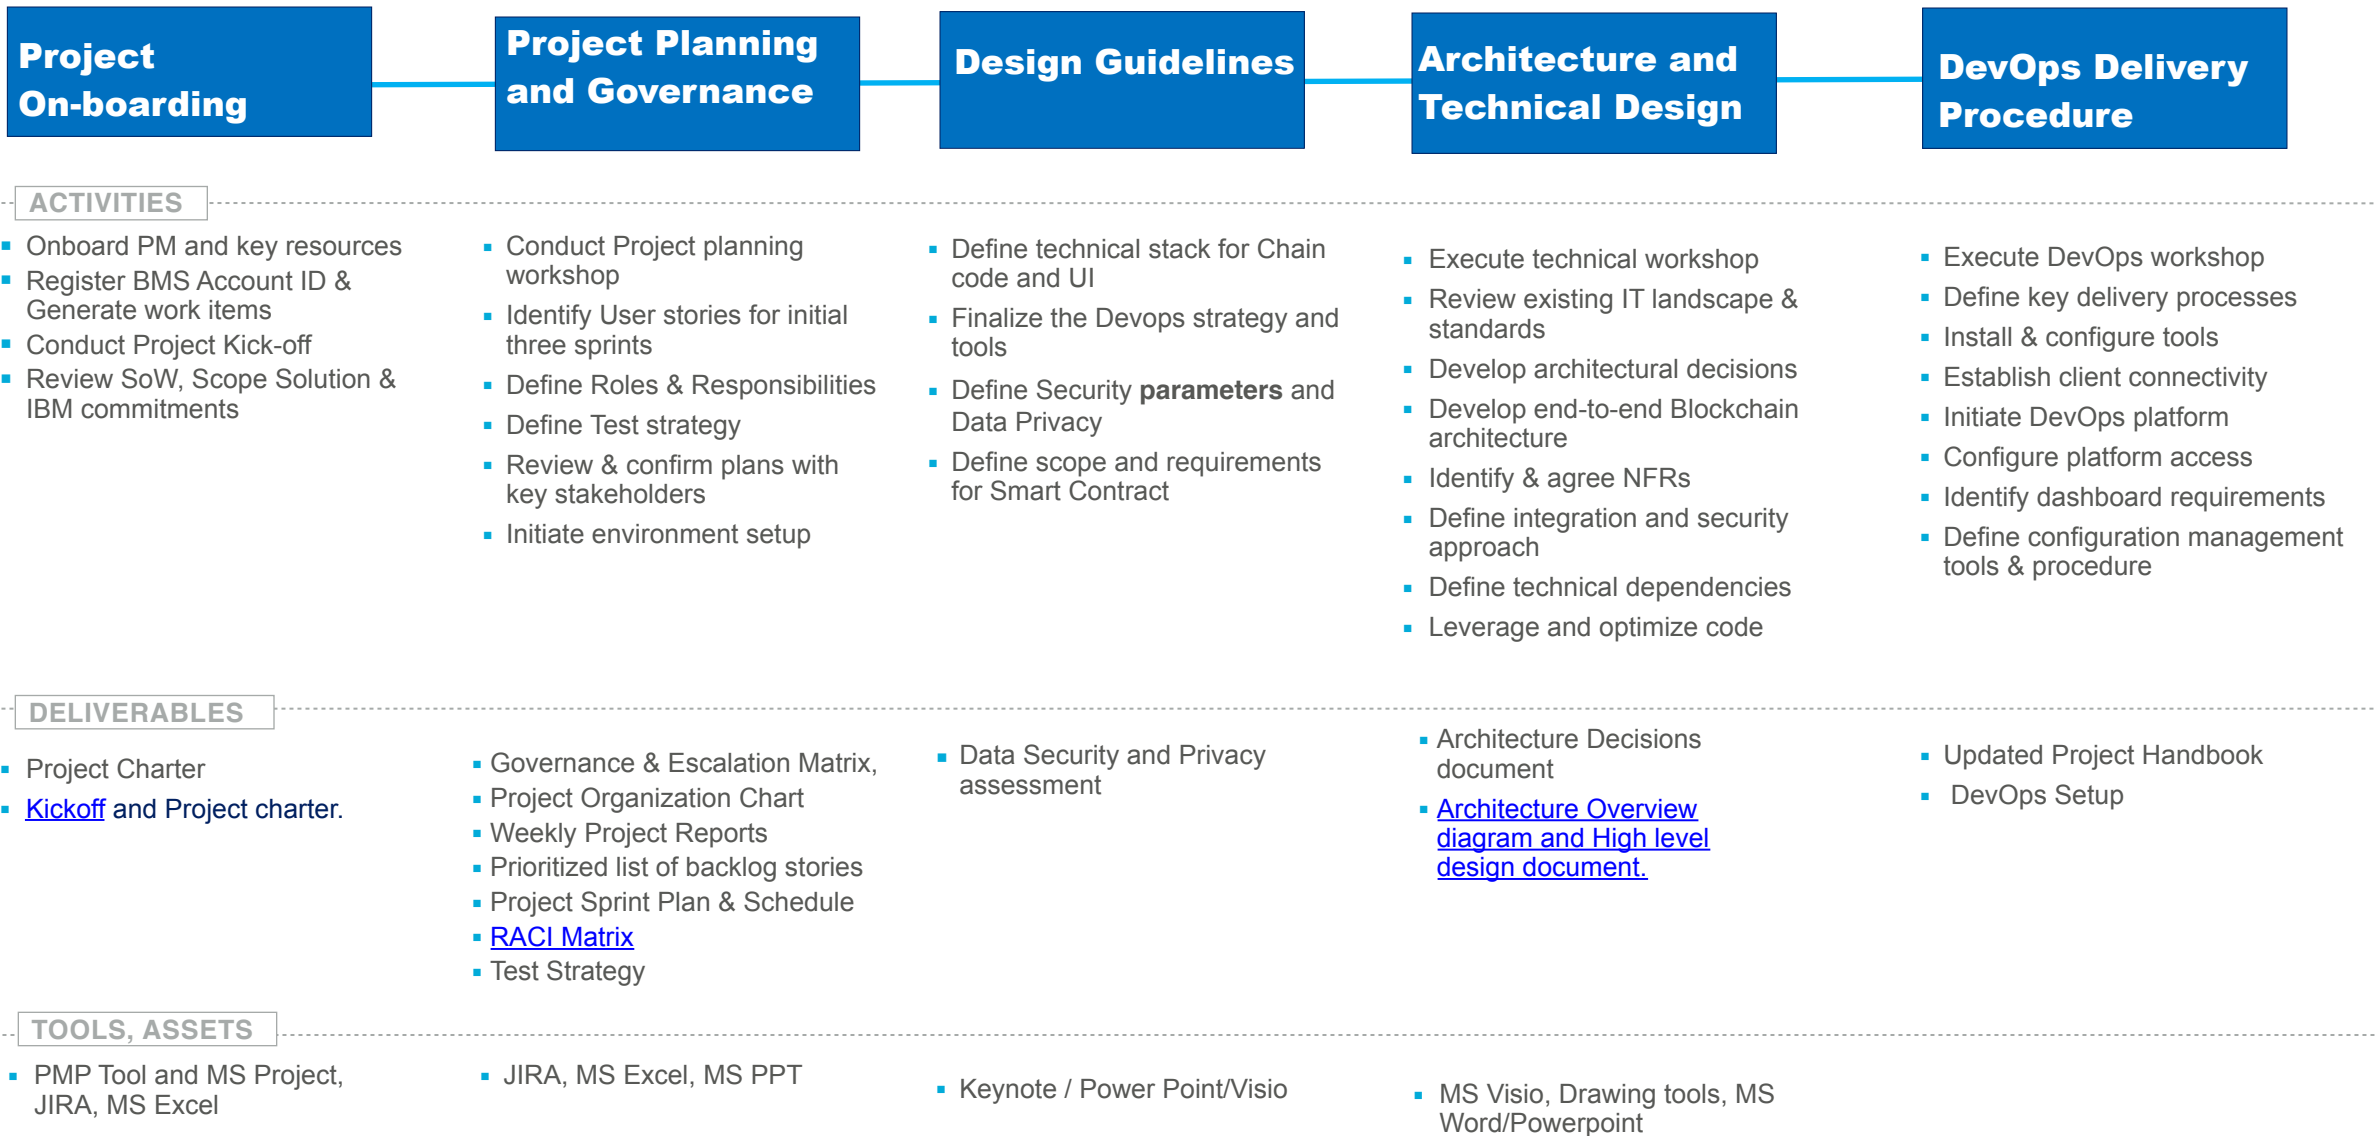 Project
On-boarding
Project Planning
and Governance
Design Guidelines
Architecture and
Technical Design
DevOps Delivery
Procedure
ACTIVITIES
Onboard PM and key resources
Register BMS Account ID &
Generate work items
Conduct Project Kick-off
Review SoW, Scope Solution &
IBM commitments
Conduct Project planning
workshop
Identify User stories for initial
three sprints
Define Roles & Responsibilities
Define Test strategy
Review & confirm plans with
key stakeholders
Initiate environment setup
Define technical stack for Chain
code and UI
Finalize the Devops strategy and
tools
Define Security parameters and
Data Privacy
Define scope and requirements
for Smart Contract
Execute technical workshop
Review existing IT landscape &
standards
Develop architectural decisions
Develop end-to-end Blockchain
architecture
Identify & agree NFRs
Define integration and security
approach
Define technical dependencies
Leverage and optimize code
Execute DevOps workshop
Define key delivery processes
Install & configure tools
Establish client connectivity
Initiate DevOps platform
Configure platform access
Identify dashboard requirements
Define configuration management
tools & procedure
DELIVERABLES
Project Charter
Kickoff and Project charter.
Governance & Escalation Matrix,
Project Organization Chart
Weekly Project Reports
Prioritized list of backlog stories
Project Sprint Plan & Schedule
RACI Matrix
Test Strategy
Data Security and Privacy
assessment
Architecture Decisions
document
Architecture Overview
diagram and High level
design document.
Updated Project Handbook
DevOps Setup
TOOLS, ASSETS
PMP Tool and MS Project,
JIRA, MS Excel
JIRA, MS Excel, MS PPT
Keynote / Power Point/Visio
MS Visio, Drawing tools, MS
Word/Powerpoint